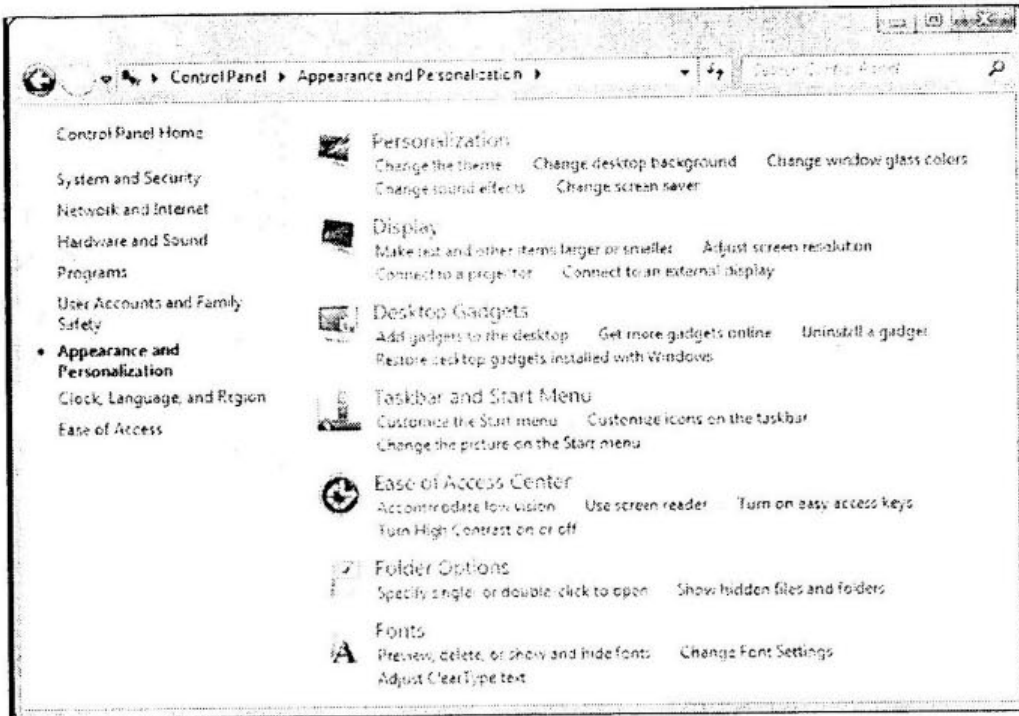 Control Panel ▸ Appearance and Personalization ▸
Search Control Panel
Control Panel Home
System and Security
Network and Internet
Hardware and Sound
Programs
User Accounts and Family
Safety
Appearance and
Personalization
Clock, Language, and Region
Ease of Access
Personalization
Change the theme Change desktop background Change window glass colors
Change sound effects Change screen saver
Display
Make text and other items larger or smaller Adjust screen resolution
Connect to a projector Connect to an external display
Desktop Gadgets
Add gadgets to the desktop Get more gadgets online Uninstall a gadget
Restore desktop gadgets installed with Windows
Taskbar and Start Menu
Customize the Start menu Customize icons on the taskbar
Change the picture on the Start menu
Ease of Access Center
Accommodate low vision Use screen reader Turn on easy access keys
Turn High Contrast on or off
Folder Options
Specify single- or double-click to open Show hidden files and folders
Fonts
Preview, delete, or show and hide fonts Change Font Settings
Adjust ClearType text